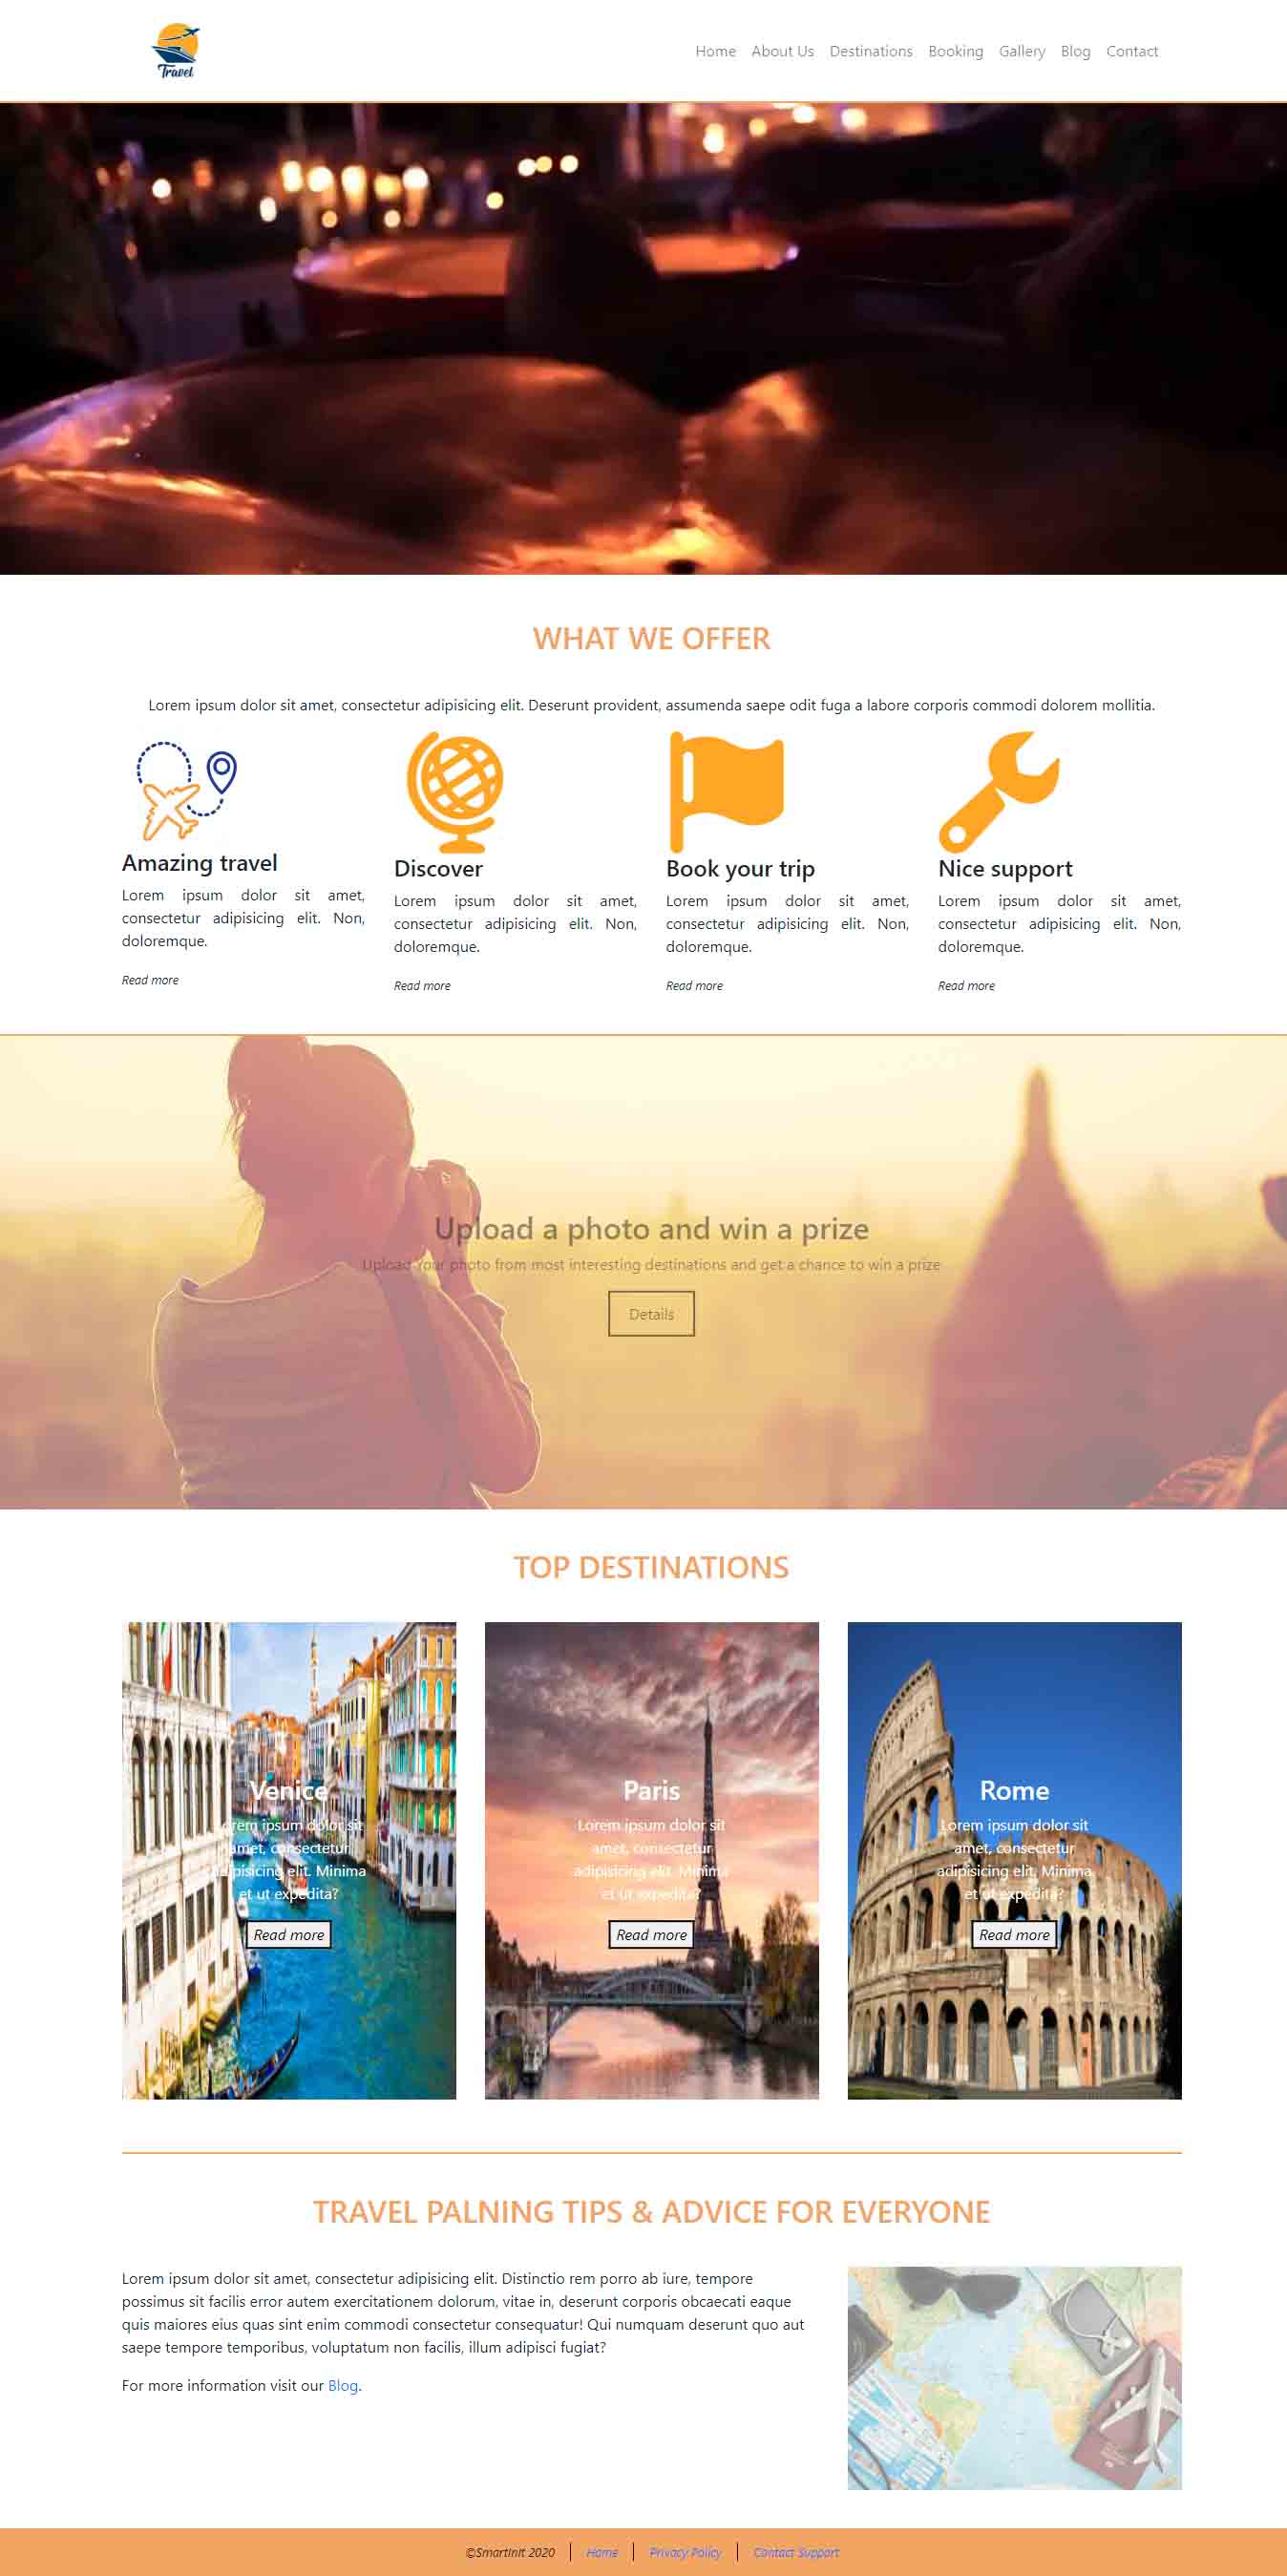 Travel
Home About Us Destinations Booking Gallery Blog Contact
WHAT WE OFFER
Lorem ipsum dolor sit amet, consectetur adipisicing elit. Deserunt provident, assumenda saepe odit fuga a labore corporis commodi dolorem mollitia.
Amazing travel
Lorem ipsum dolor sit amet,
consectetur adipisicing elit. Non,
doloremque.
Read more
Discover
Lorem ipsum dolor sit amet,
consectetur adipisicing elit. Non,
doloremque.
Read more
Book your trip
Lorem ipsum dolor sit amet,
consectetur adipisicing elit. Non,
doloremque.
Read more
Nice support
Lorem ipsum dolor sit amet,
consectetur adipisicing elit. Non,
doloremque.
Read more
Upload a photo and win a prize
Upload Your photo from most interesting destinations and get a chance to win a prize
Details
TOP DESTINATIONS
Venice
Lorem ipsum dolor sit
amet, consectetur
adipisicing elit. Minima
et ut expedita?
Read more
Paris
Lorem ipsum dolor sit
amet, consectetur
adipisicing elit. Minima
et ut expedita?
Read more
Rome
Lorem ipsum dolor sit
amet, consectetur
adipisicing elit. Minima
et ut expedita?
Read more
TRAVEL PALNING TIPS & ADVICE FOR EVERYONE
Lorem ipsum dolor sit amet, consectetur adipisicing elit. Distinctio rem porro ab iure, tempore
possimus sit facilis error autem exercitationem dolorum, vitae in, deserunt corporis obcaecati eaque
quis maiores eius quas sint enim commodi consectetur consequatur! Qui numquam deserunt quo aut
saepe tempore temporibus, voluptatum non facilis, illum adipisci fugiat?
For more information visit our Blog.
©SmartInit 2020 Home Privacy Policy Contact Support